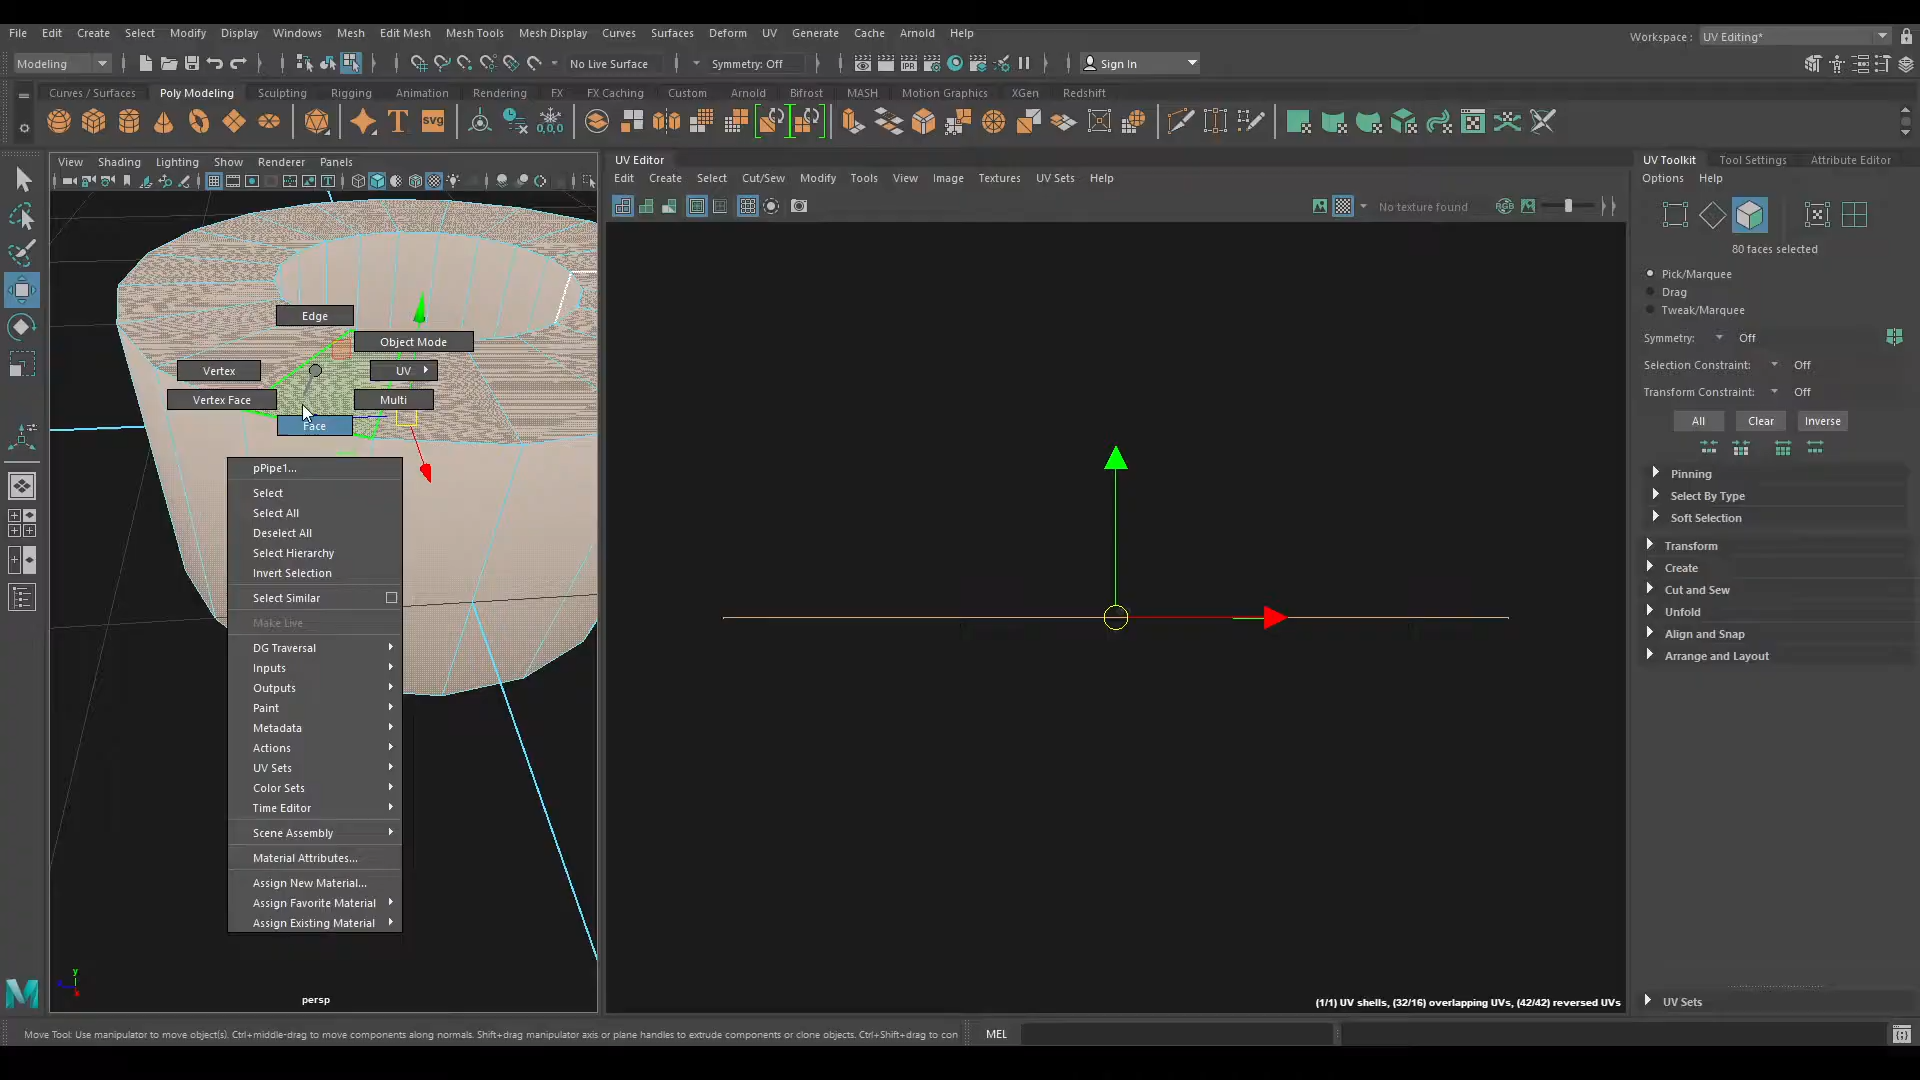 File Edit Create Select Modify Display Windows Mesh Edit Mesh Mesh Tools Mesh Display Curves Surfaces Deform UV Generate Cache Arnold Help
Workspace : UV Editing*
Modeling
No Live Surface
Symmetry: Off
IPR
Sign In
Curves / Surfaces Poly Modeling Sculpting Rigging Animation Rendering FX FX Caching Custom Arnold Bifrost MASH Motion Graphics XGen Redshift
T
svg
0,0,0
View Shading Lighting Show Renderer Panels
UV Editor
UV Toolkit Tool Settings Attribute Editor
Edit Create Select Cut/Sew Modify Tools View Image Textures UV Sets Help
Options Help
No texture found
RGB
80 faces selected
Pick/Marquee
Drag
Tweak/Marquee
Symmetry: Off
Selection Constraint: Off
Transform Constraint: Off
All Clear Inverse
Pinning
Select By Type
Soft Selection
Transform
Create
Cut and Sew
Unfold
Align and Snap
Arrange and Layout
UV Sets
Edge
Object Mode
Vertex
UV
Vertex Face
Multi
Face
pPipe1...
Select
Select All
Deselect All
Select Hierarchy
Invert Selection
Select Similar
Make Live
DG Traversal
Inputs
Outputs
Paint
Metadata
Actions
UV Sets
Color Sets
Time Editor
Scene Assembly
Material Attributes...
Assign New Material...
Assign Favorite Material
Assign Existing Material
y
persp
(1/1) UV shells, (32/16) overlapping UVs, (42/42) reversed UVs
Move Tool: Use manipulator to move object(s). Ctrl+middle-drag to move components along normals. Shift+drag manipulator axis or plane handles to extrude components or clone objects. Ctrl+Shift+drag to con
MEL